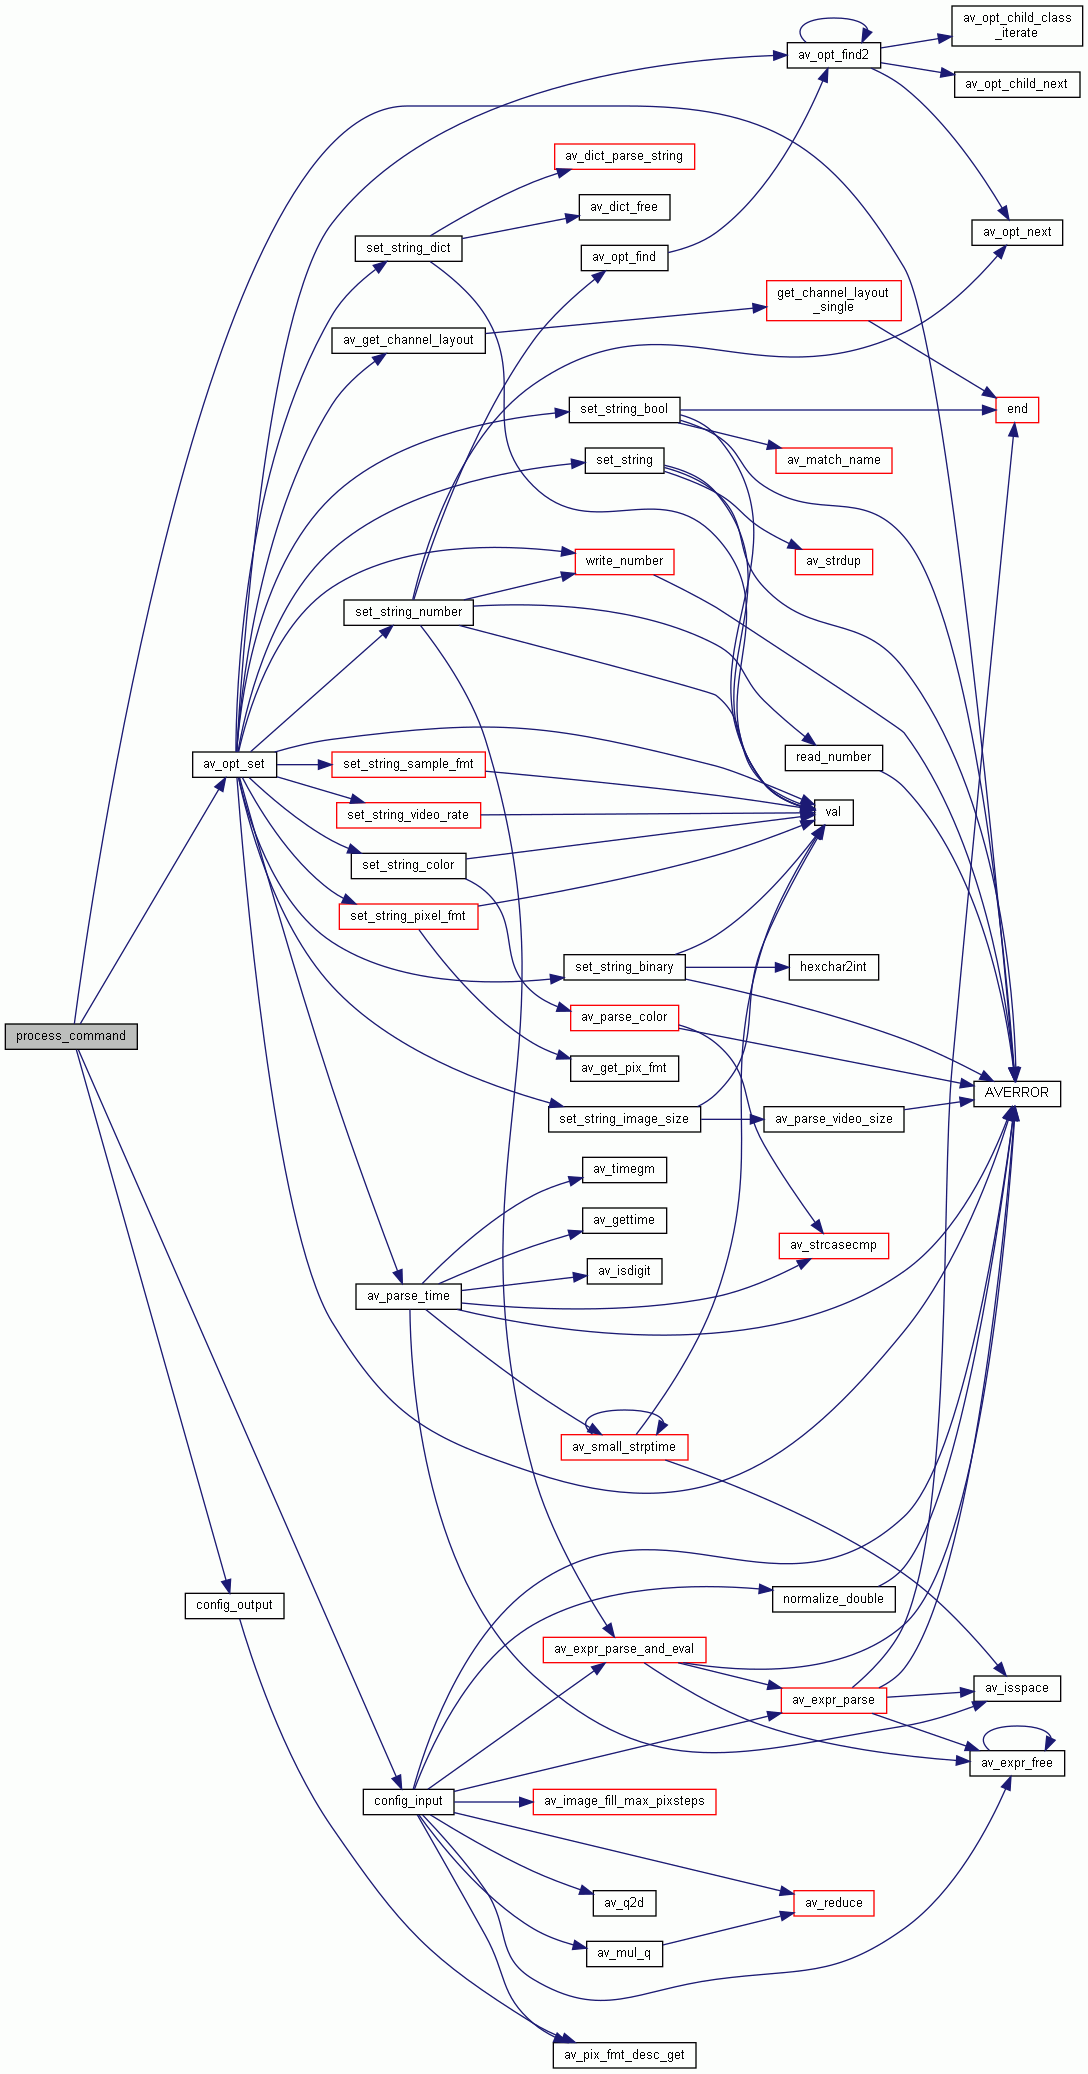 av_opt_child_class
_iterate
av_opt_find2
av_opt_child_next
av_dict_parse_string
av_dict_free
av_opt_next
set_string_dict
av_opt_find
get_channel_layout
_single
av_get_channel_layout
set_string_bool
end
set_string
av_match_name
write_number
av_strdup
set_string_number
av_opt_set
set_string_sample_fmt
read_number
set_string_video_rate
val
set_string_color
set_string_pixel_fmt
set_string_binary
hexchar2int
av_parse_color
process_command
av_get_pix_fmt
AVERROR
set_string_image_size
av_parse_video_size
av_timegm
av_gettime
av_strcasecmp
av_isdigit
av_parse_time
av_small_strptime
config_output
normalize_double
av_expr_parse_and_eval
av_isspace
av_expr_parse
av_expr_free
config_input
av_image_fill_max_pixsteps
av_q2d
av_reduce
av_mul_q
av_pix_fmt_desc_get